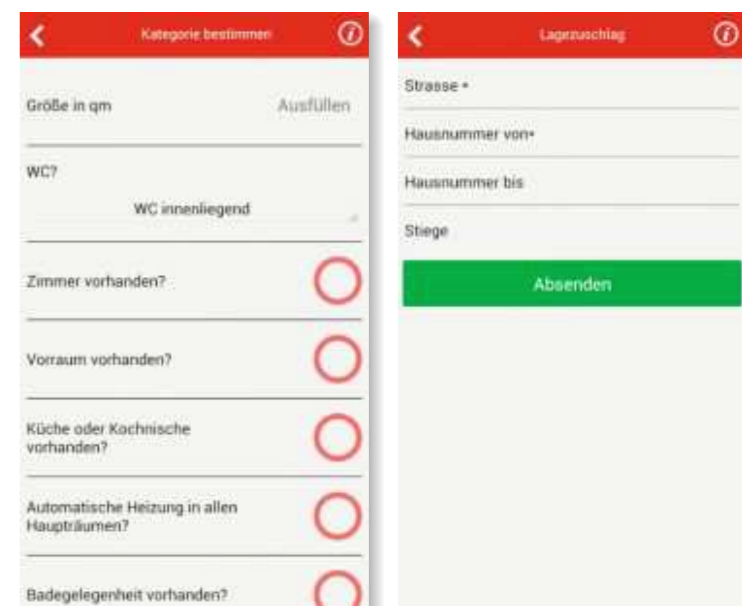 Kategorie bestimmen
Größe in qm Ausfüllen
WC?
WC innenliegend
Zimmer vorhanden?
Vorraum vorhanden?
Küche oder Kochnische
vorhanden?
Automatische Heizung in allen
Haupträumen?
Badegelegenheit vorhanden?
Lagezuschlag
Strasse *
Hausnummer von*
Hausnummer bis
Stiege
Absenden